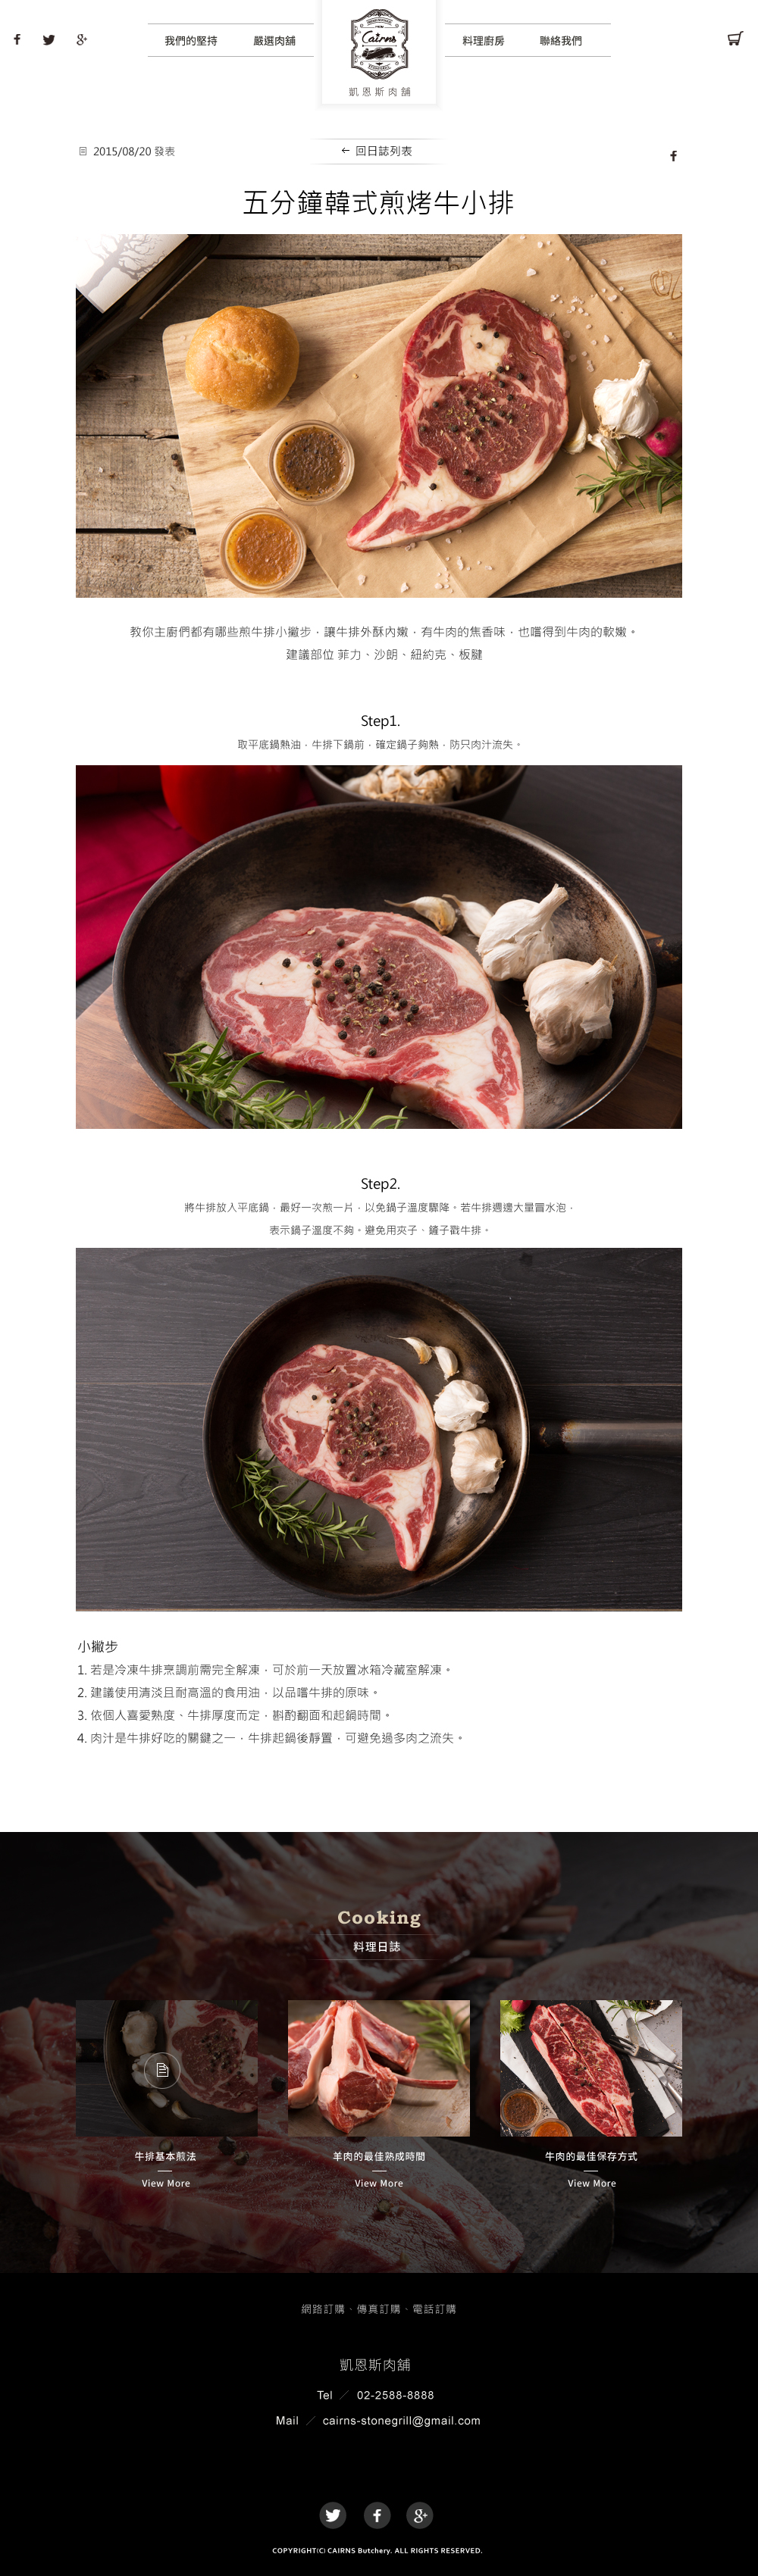 我們的堅持
嚴選肉舖
Cairns
凱恩斯肉舖
料理廚房
聯絡我們
2015/08/20 發表
← 回日誌列表
五分鐘韓式煎烤牛小排
教你主廚們都有哪些煎牛排小撇步，讓牛排外酥內嫩，有牛肉的焦香味，也嚐得到牛肉的軟嫩。
建議部位 菲力、沙朗、紐約克、板腱
Step1.
取平底鍋熱油，牛排下鍋前，確定鍋子夠熱，防只肉汁流失。
Step2.
將牛排放入平底鍋，最好一次煎一片，以免鍋子溫度驟降。若牛排週邊大量冒水泡，
表示鍋子溫度不夠。避免用夾子、鏟子戳牛排。
小撇步
1. 若是冷凍牛排烹調前需完全解凍，可於前一天放置冰箱冷藏室解凍。
2. 建議使用清淡且耐高溫的食用油，以品嚐牛排的原味。
3. 依個人喜愛熟度、牛排厚度而定，斟酌翻面和起鍋時間。
4. 肉汁是牛排好吃的關鍵之一，牛排起鍋後靜置，可避免過多肉之流失。
Cooking
料理日誌
牛排基本煎法
View More
羊肉的最佳熟成時間
View More
牛肉的最佳保存方式
View More
網路訂購、傳真訂購、電話訂購
凱恩斯肉舖
Tel ／ 02-2588-8888
Mail ／ cairns-stonegrill@gmail.com
COPYRIGHT(C) CAIRNS Butchery. ALL RIGHTS RESERVED.